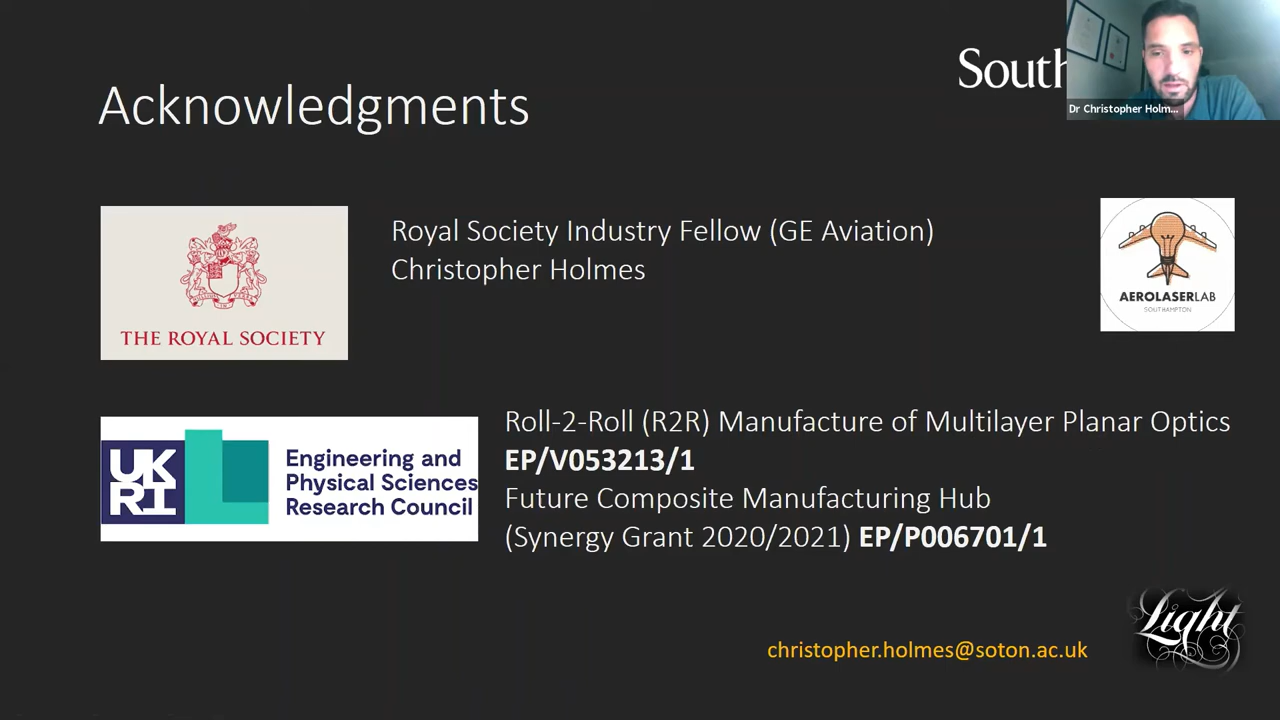 Acknowledgments
South
Dr Christopher Holm...
THE ROYAL SOCIETY
Royal Society Industry Fellow (GE Aviation)
Christopher Holmes
AEROLASERLAB
SOUTHAMPTON
UK
RI
Engineering and
Physical Sciences
Research Council
Roll-2-Roll (R2R) Manufacture of Multilayer Planar Optics
EP/V053213/1
Future Composite Manufacturing Hub
(Synergy Grant 2020/2021) EP/P006701/1
christopher.holmes@soton.ac.uk
Light